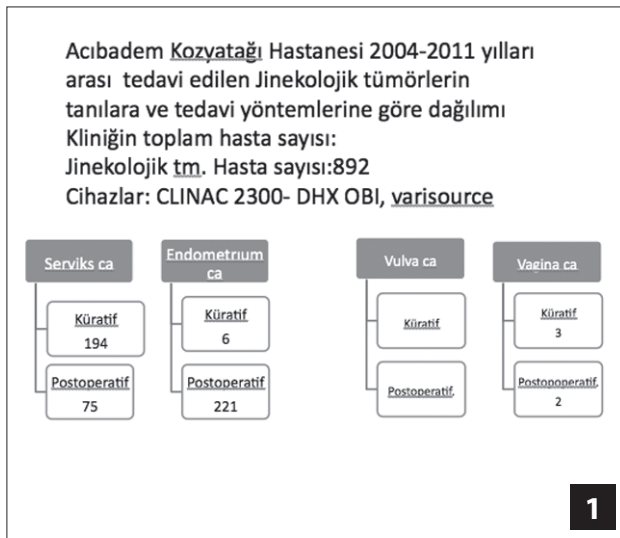 Acıbadem Kozyatağı Hastanesi 2004-2011 yılları
arası tedavi edilen Jinekolojik tümörlerin
tanılara ve tedavi yöntemlerine göre dağılımı
Kliniğin toplam hasta sayısı:
Jinekolojik tm. Hasta sayısı:892
Cihazlar: CLINAC 2300- DHX OBI, varisource
Serviks ca
Küratif
194
Postoperatif
75
Endometrıum
ca
Küratif
6
Postoperatif
221
Vulva ca
Küratif
Postoperatif.
Vagina ca
Küratif
3
Postopoperatif.
2
1